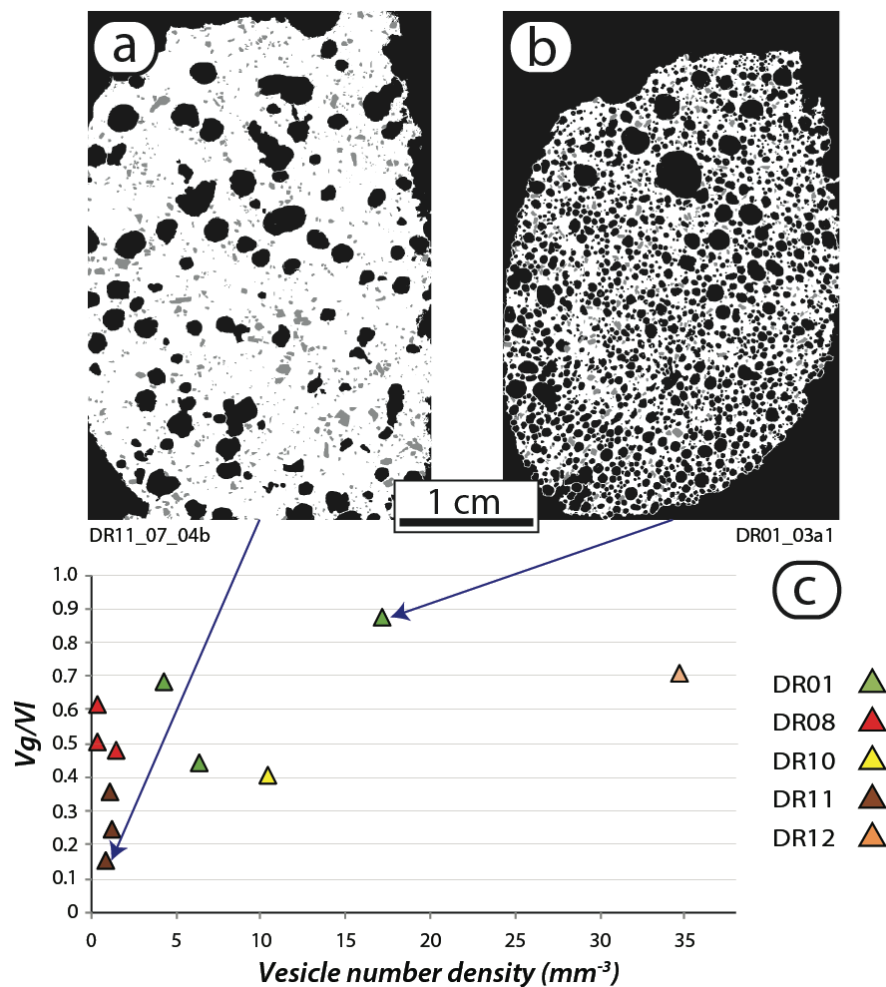 a
b
1 cm
DR11_07_04b
DR01_03a1
c
1.0
0.9
0.8
0.7
0.6
0.5
0.4
0.3
0.2
0.1
0
Vg/Vl
0 5 10 15 20 25 30 35
Vesicle number density (mm⁻³)
DR01
DR08
DR10
DR11
DR12